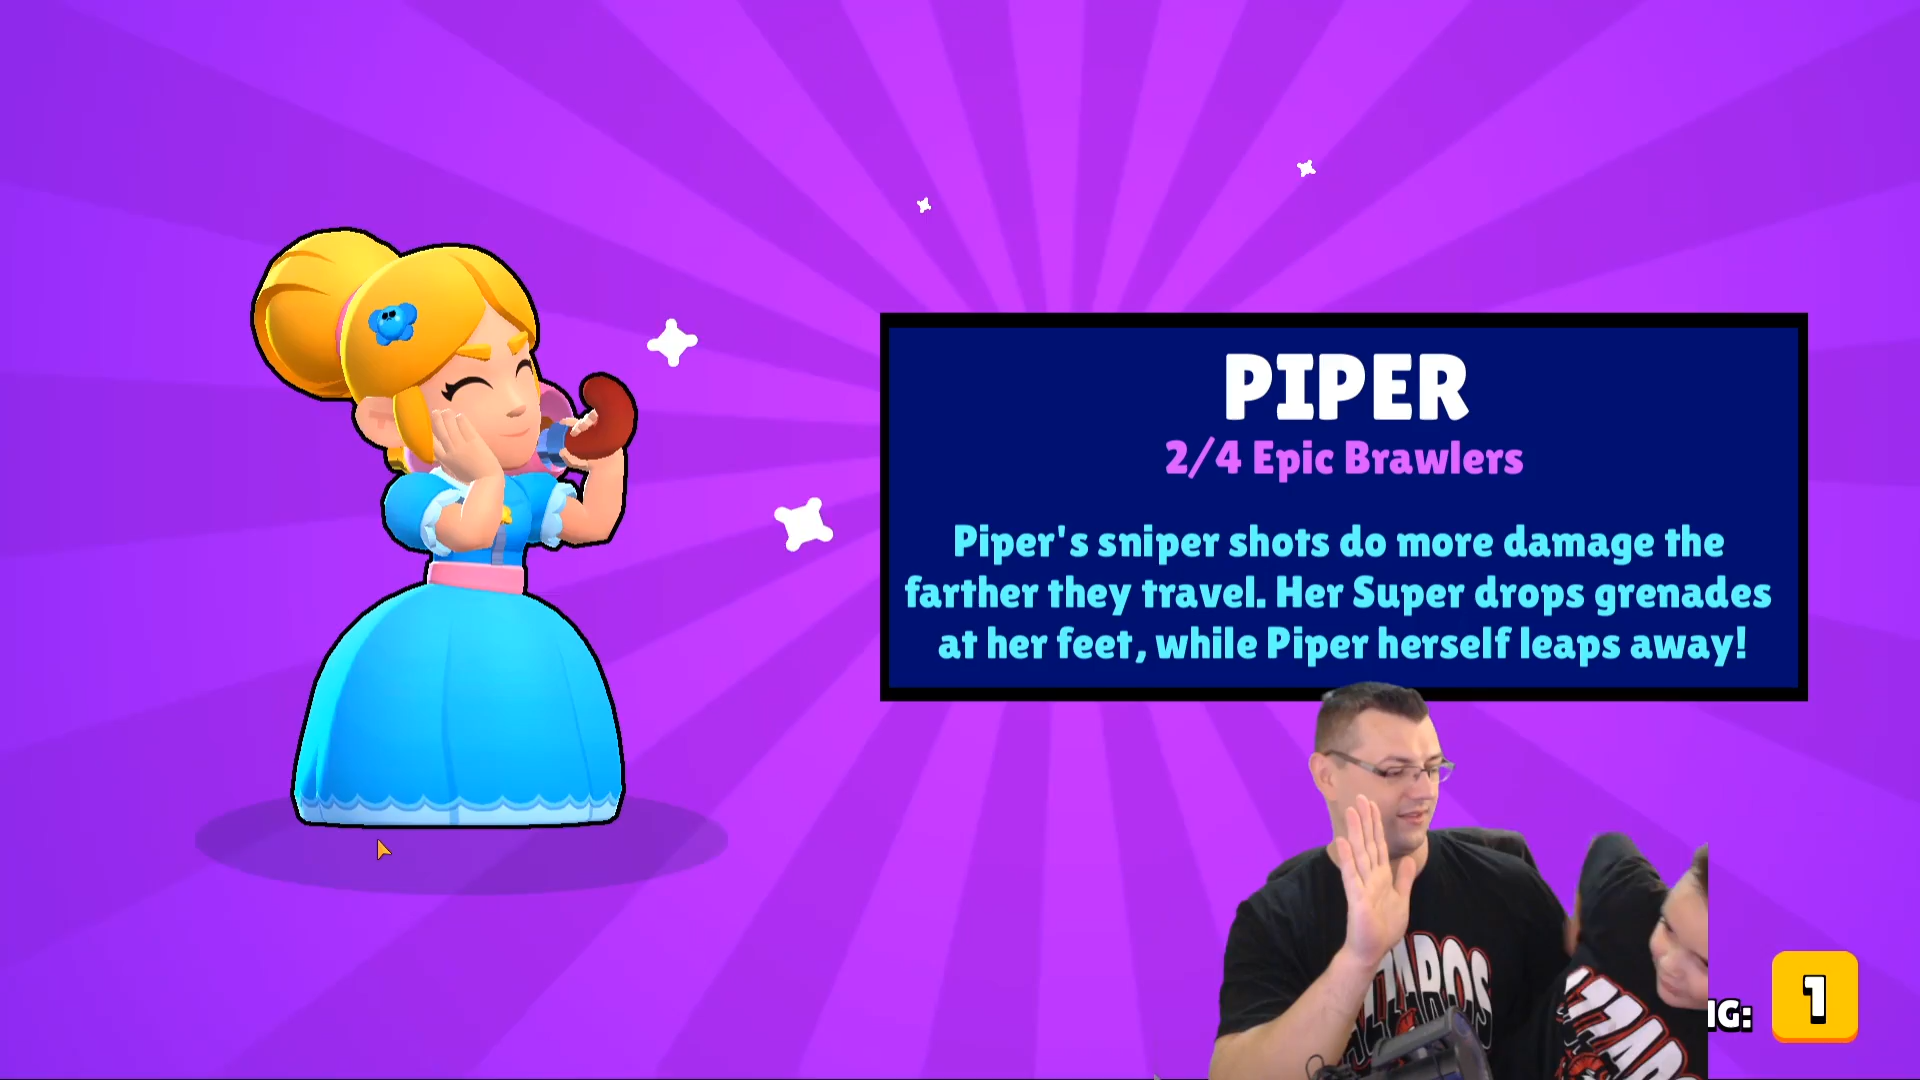 PIPER
2/4 Epic Brawlers
Piper's sniper shots do more damage the
farther they travel. Her Super drops grenades
at her feet, while Piper herself leaps away!
1